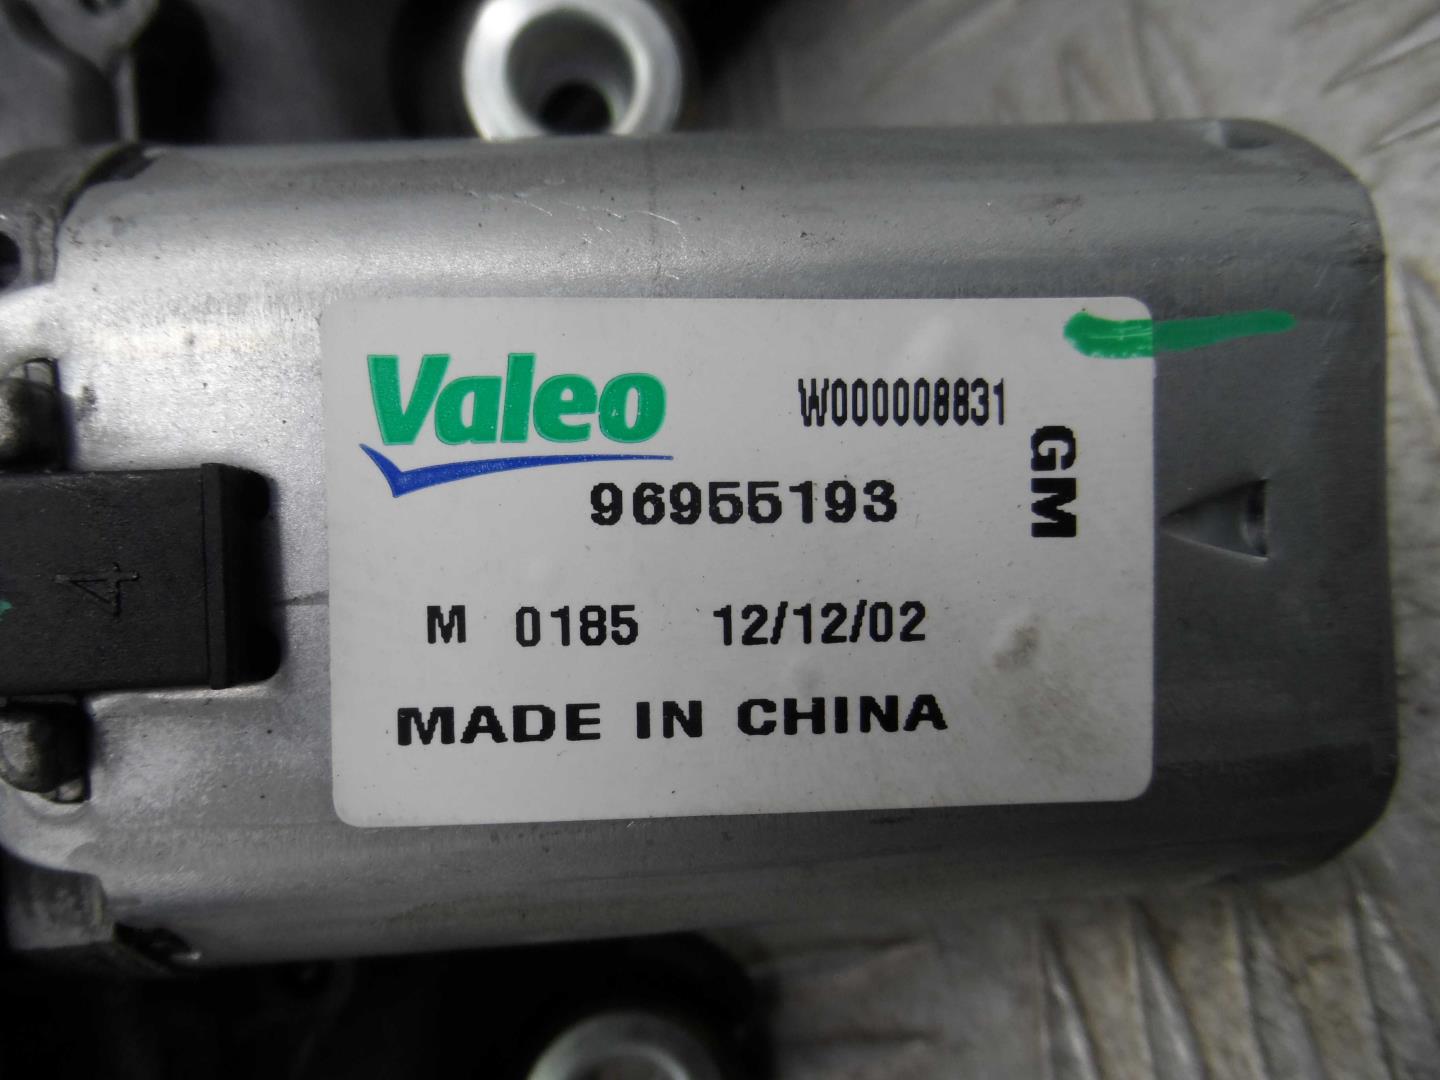 Valeo
W000008831
GM
96955193
M 0185 12/12/02
MADE IN CHINA
4